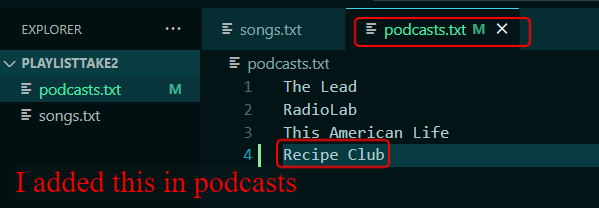 EXPLORER ...
songs.txt podcasts.txt M ×
PLAYLISTTAKE2
podcasts.txt M
songs.txt
podcasts.txt
1 The Lead
2 RadioLab
3 This American Life
4 Recipe Club
I added this in podcasts